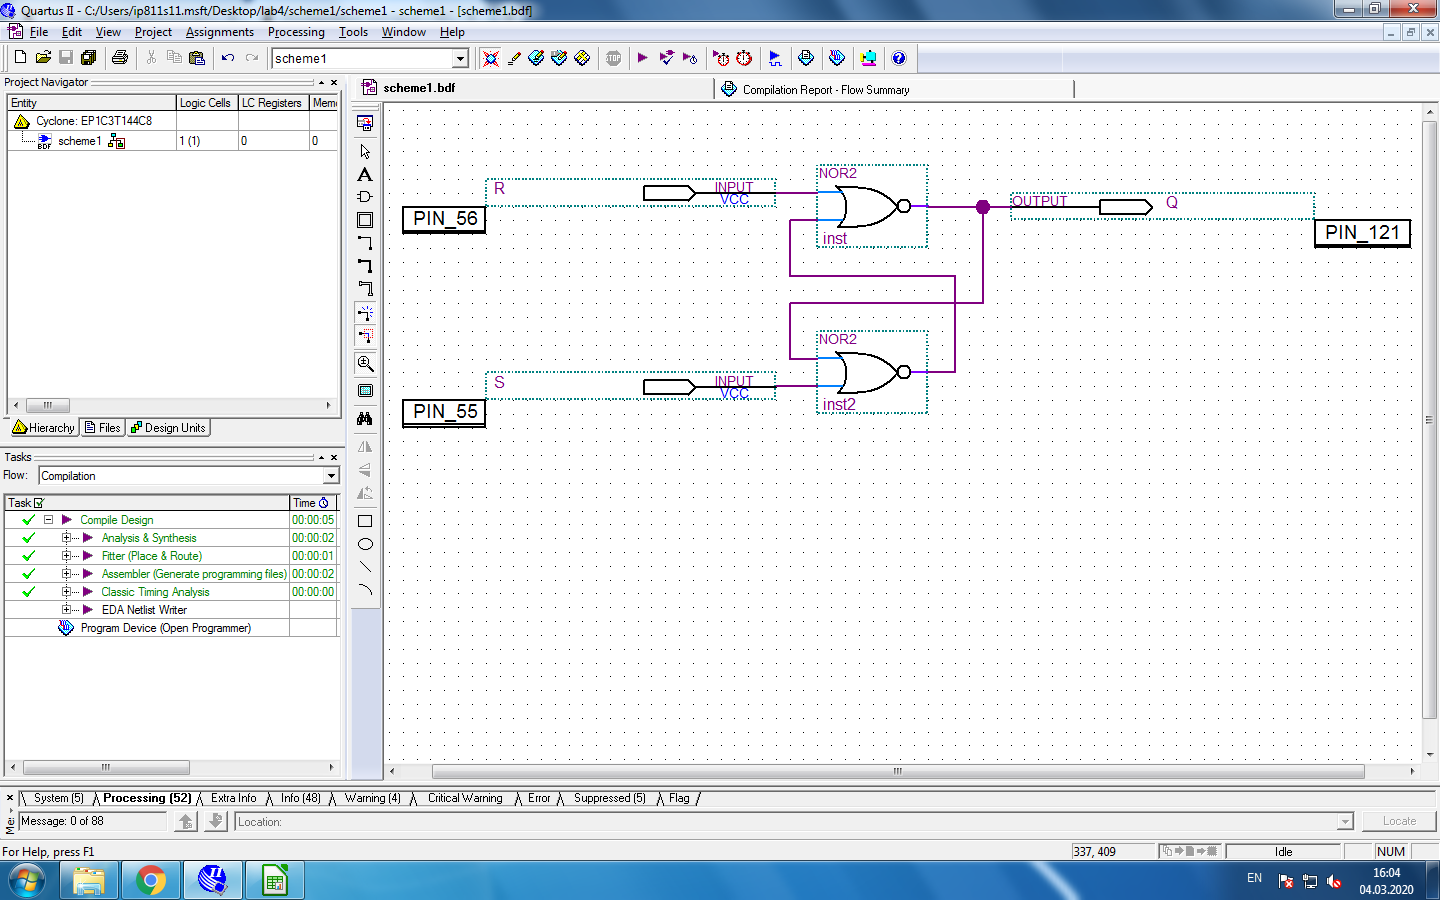 Quartus II - C:/Users/ip811s11.msft/Desktop/lab4/scheme1/scheme1 - scheme1 - [scheme1.bdf]
File Edit View Project Assignments Processing Tools Window Help
scheme1
STOP
Project Navigator
Entity Logic Cells LC Registers Mem
Cyclone: EP1C3T144C8
BDF scheme1 1 (1) 0 0
Hierarchy Files Design Units
Tasks
Flow: Compilation
Task Time
Compile Design 00:00:05
Analysis & Synthesis 00:00:02
Fitter (Place & Route) 00:00:01
Assembler (Generate programming files) 00:00:02
Classic Timing Analysis 00:00:00
EDA Netlist Writer
Program Device (Open Programmer)
scheme1.bdf
Compilation Report - Flow Summary
R
INPUT
VCC
PIN_56
NOR2
inst
OUTPUT
Q
PIN_121
NOR2
inst2
S
INPUT
VCC
PIN_55
System (5) Processing (52) Extra Info Info (48) Warning (4) Critical Warning Error Suppressed (5) Flag
Message: 0 of 88
Location:
Locate
For Help, press F1
337, 409
Idle
NUM
EN
16:04
04.03.2020